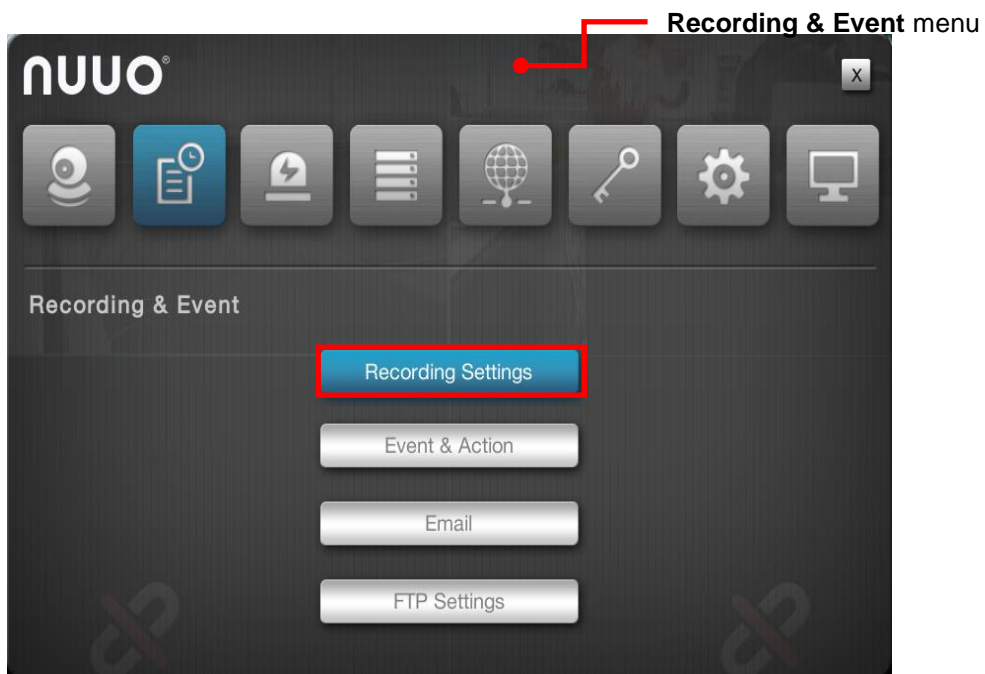 Recording & Event menu
nuuo®
X
Recording & Event
Recording Settings
Event & Action
Email
FTP Settings